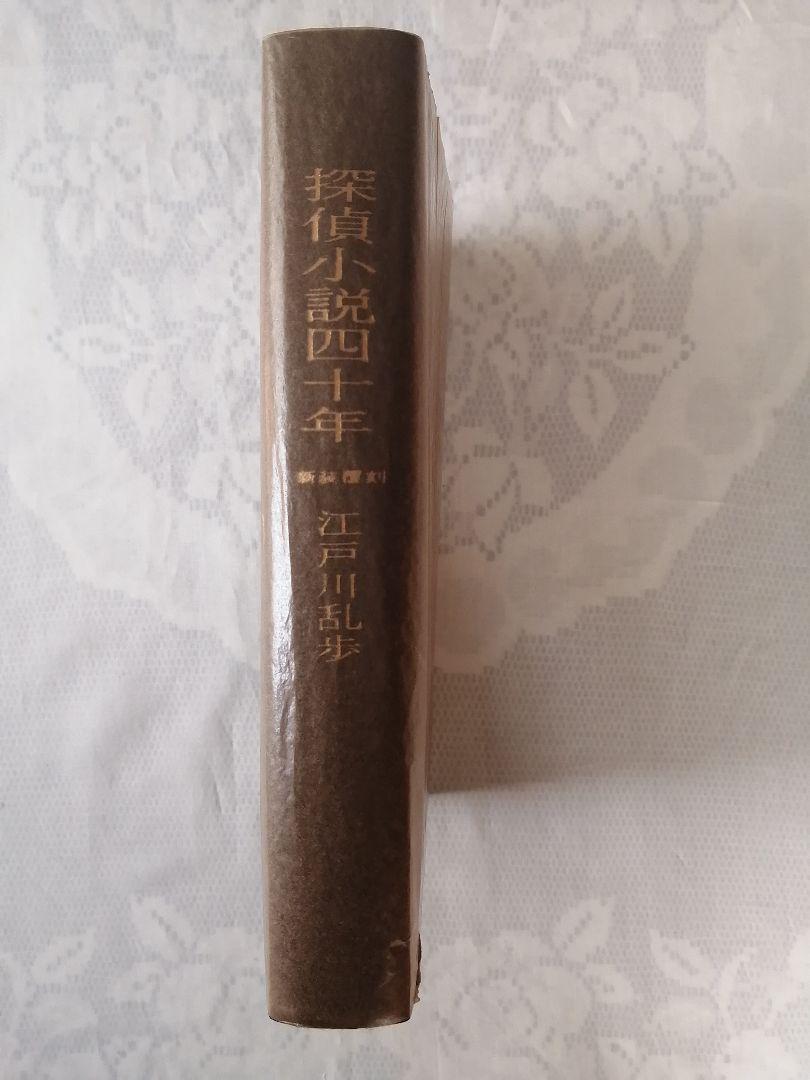 探偵小説四十年
新装覆刻
江戸川乱歩